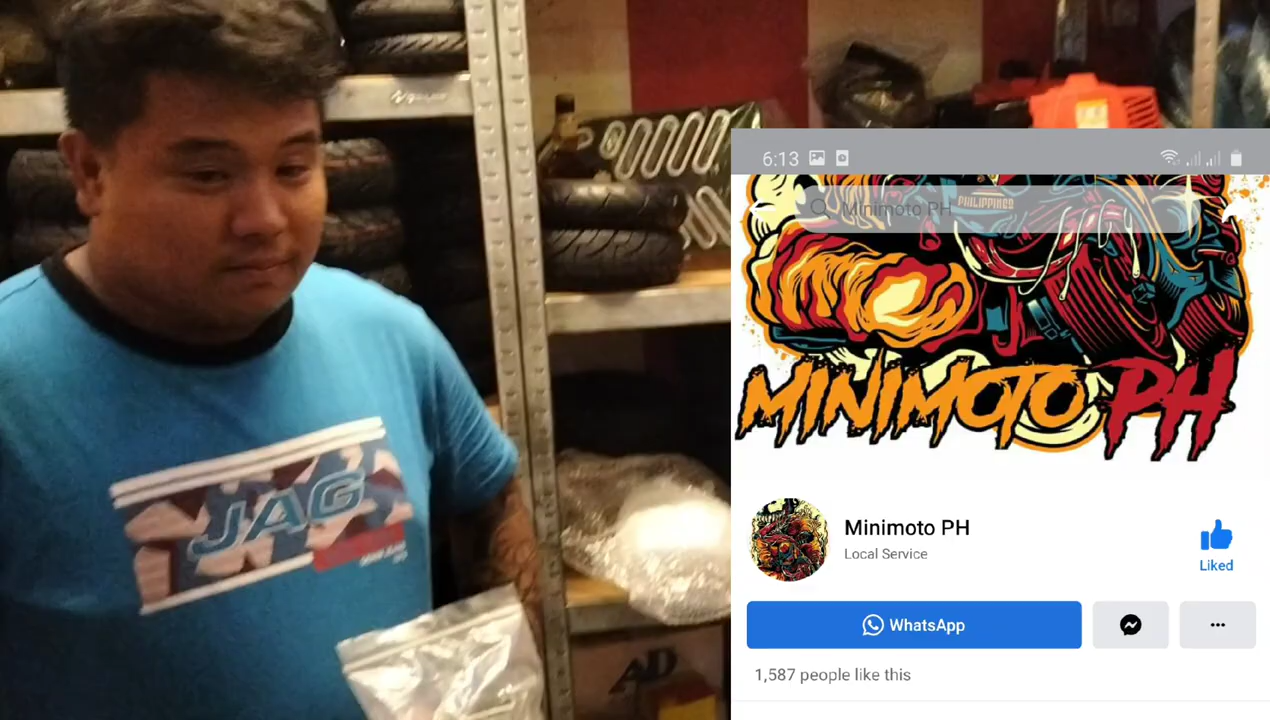 JAG
AD
6:13
Minimoto PH
PHILIPPINES
MINIMOTO PH
Minimoto PH
Local Service
Liked
WhatsApp
1,587 people like this